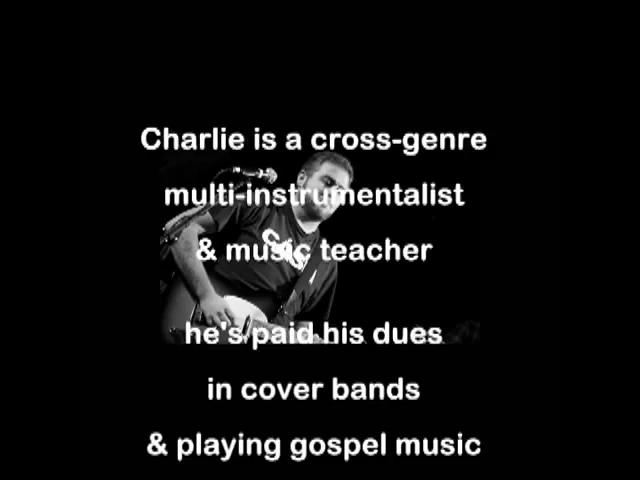 Charlie is a cross-genre
multi-instrumentalist
& music teacher
he's paid his dues
in cover bands
& playing gospel music